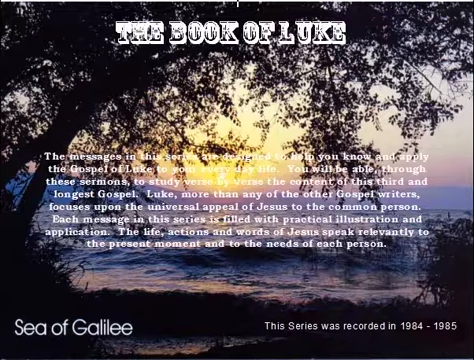 THE BOOK OF LUKE
The messages in this series are designed to help you know and apply
the Gospel of Luke to your every day life.  You will be able, through
these sermons, to study verse by verse the content of this third and
longest Gospel.  Luke, more than any of the other Gospel writers,
focuses upon the universal appeal of Jesus to the common person.
Each message in this series is filled with practical illustration and
application.  The life, actions and words of Jesus speak relevantly to
the present moment and to the needs of each person.
Sea of Galilee
This Series was recorded in 1984 - 1985